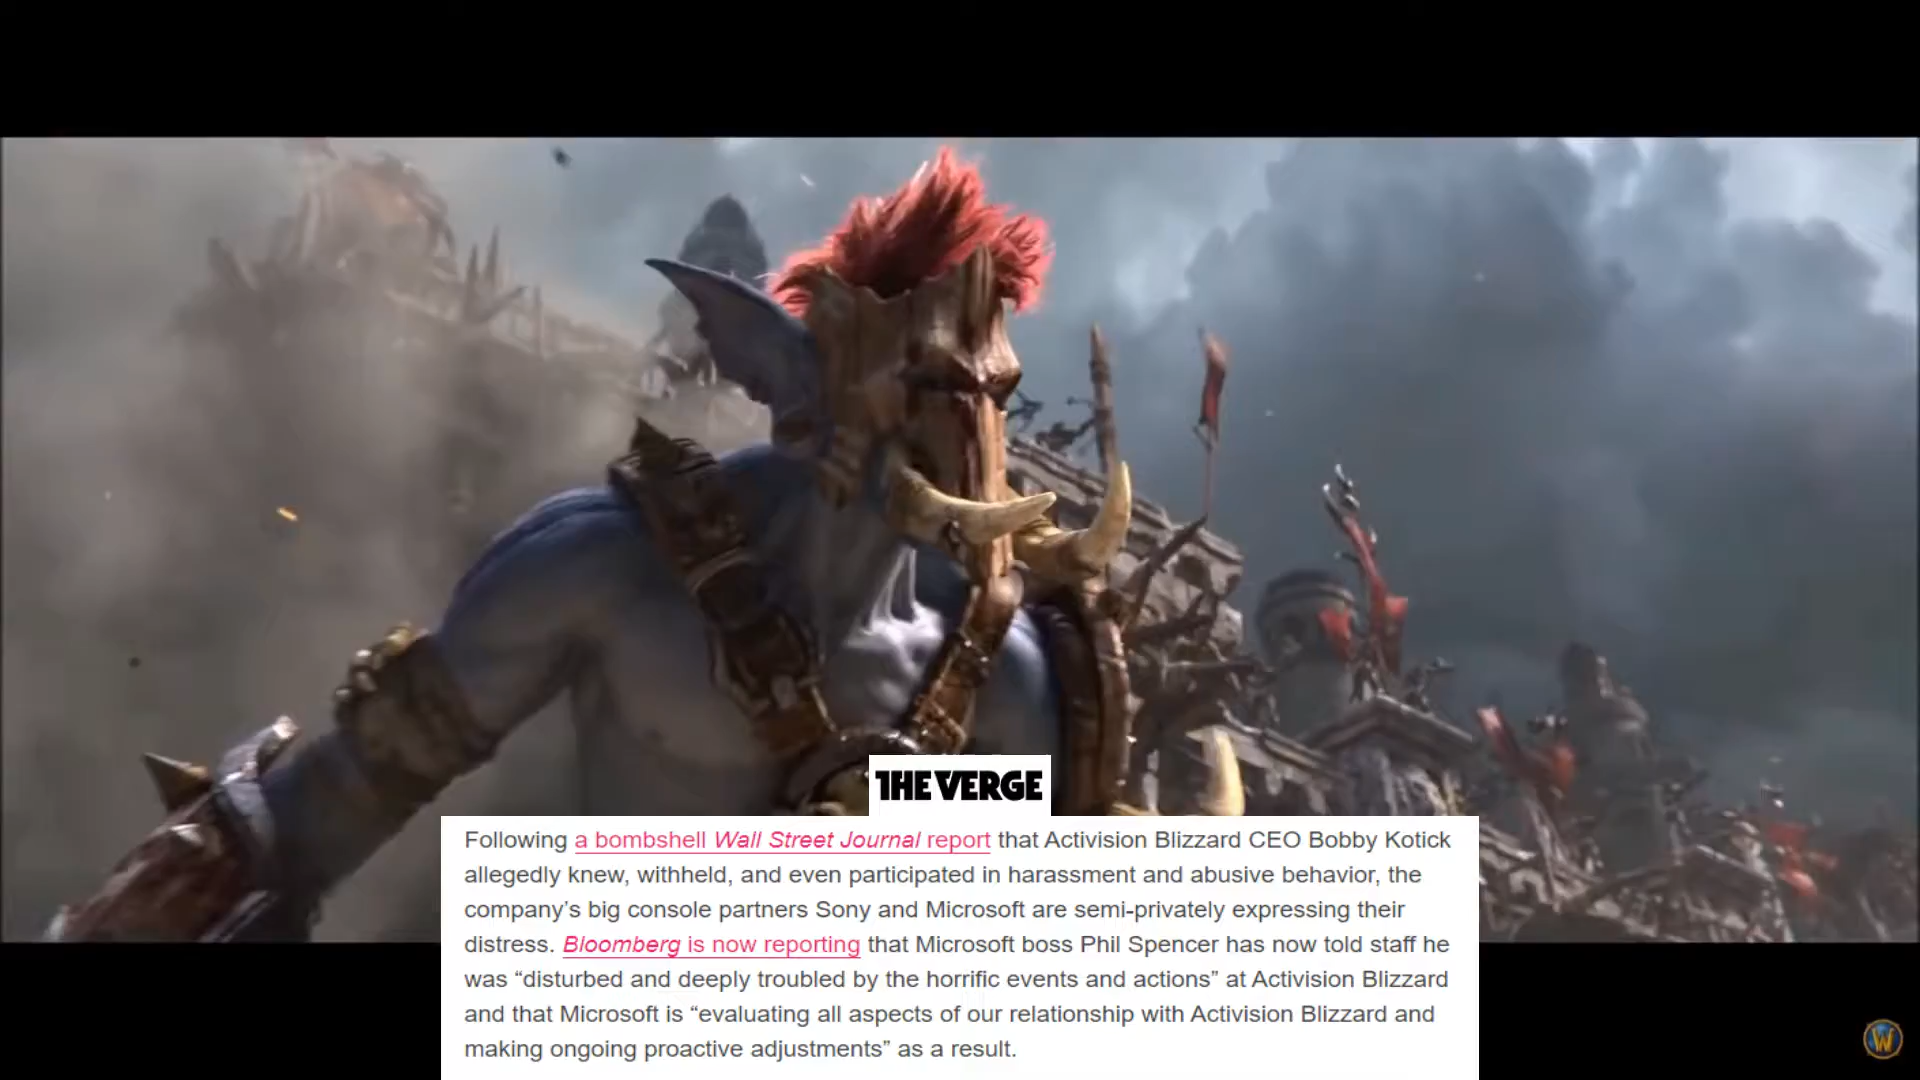 THE VERGE
Following a bombshell Wall Street Journal report that Activision Blizzard CEO Bobby Kotick
allegedly knew, withheld, and even participated in harassment and abusive behavior, the
company’s big console partners Sony and Microsoft are semi-privately expressing their
distress. Bloomberg is now reporting that Microsoft boss Phil Spencer has now told staff he
was “disturbed and deeply troubled by the horrific events and actions” at Activision Blizzard
and that Microsoft is “evaluating all aspects of our relationship with Activision Blizzard and
making ongoing proactive adjustments” as a result.
W